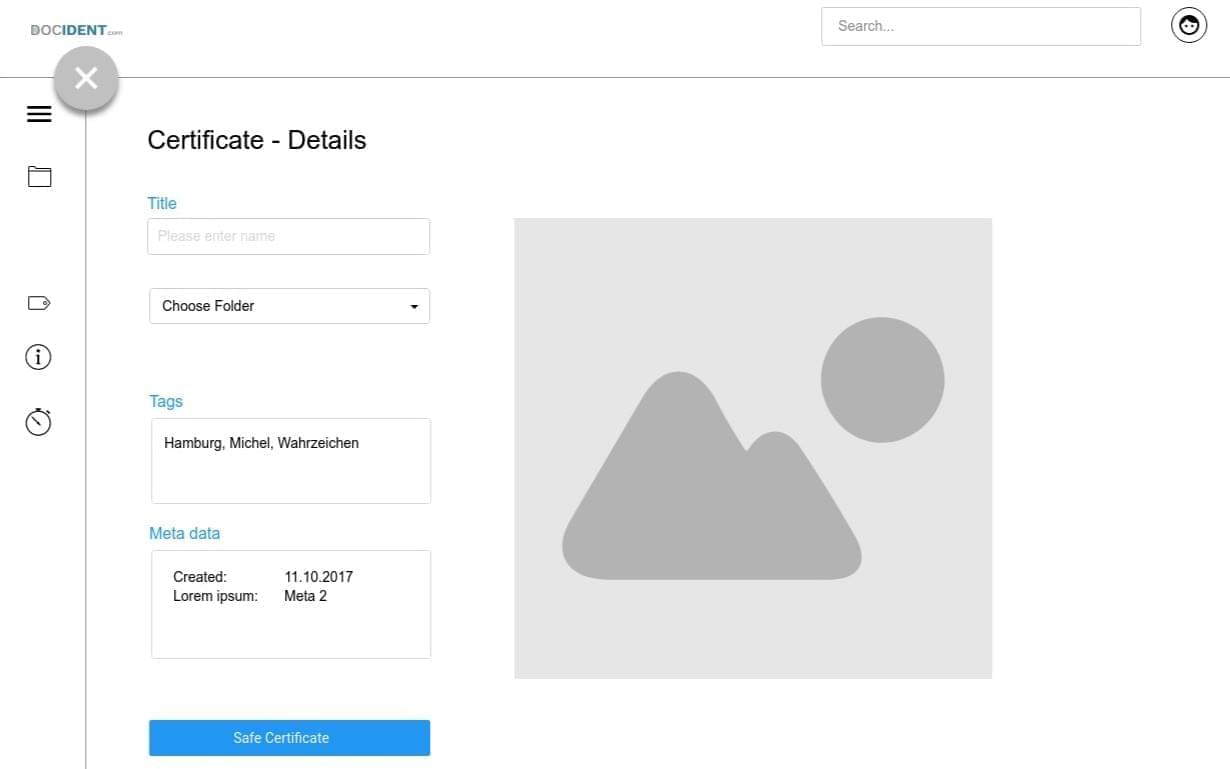 DOCIDENT.com
Search...
Certificate - Details
Title
Please enter name
Choose Folder
Tags
Hamburg, Michel, Wahrzeichen
Meta data
Created: 11.10.2017
Lorem ipsum: Meta 2
Safe Certificate